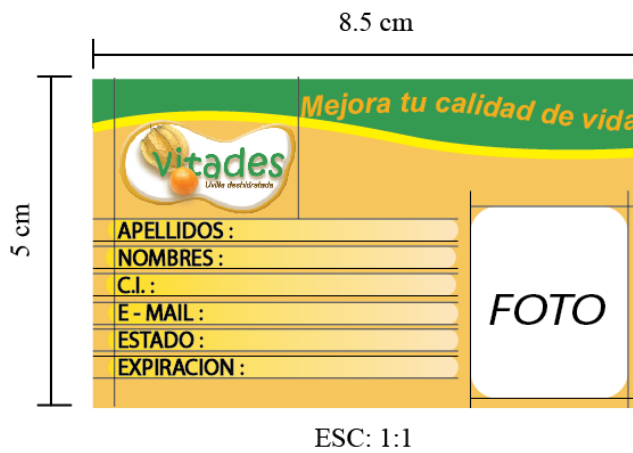 8.5 cm
Mejora tu calidad de vida
Vitades
Uvilla deshidratada
5 cm
APELLIDOS :
NOMBRES :
C.I. :
E - MAIL :
ESTADO :
EXPIRACION :
FOTO
ESC: 1:1